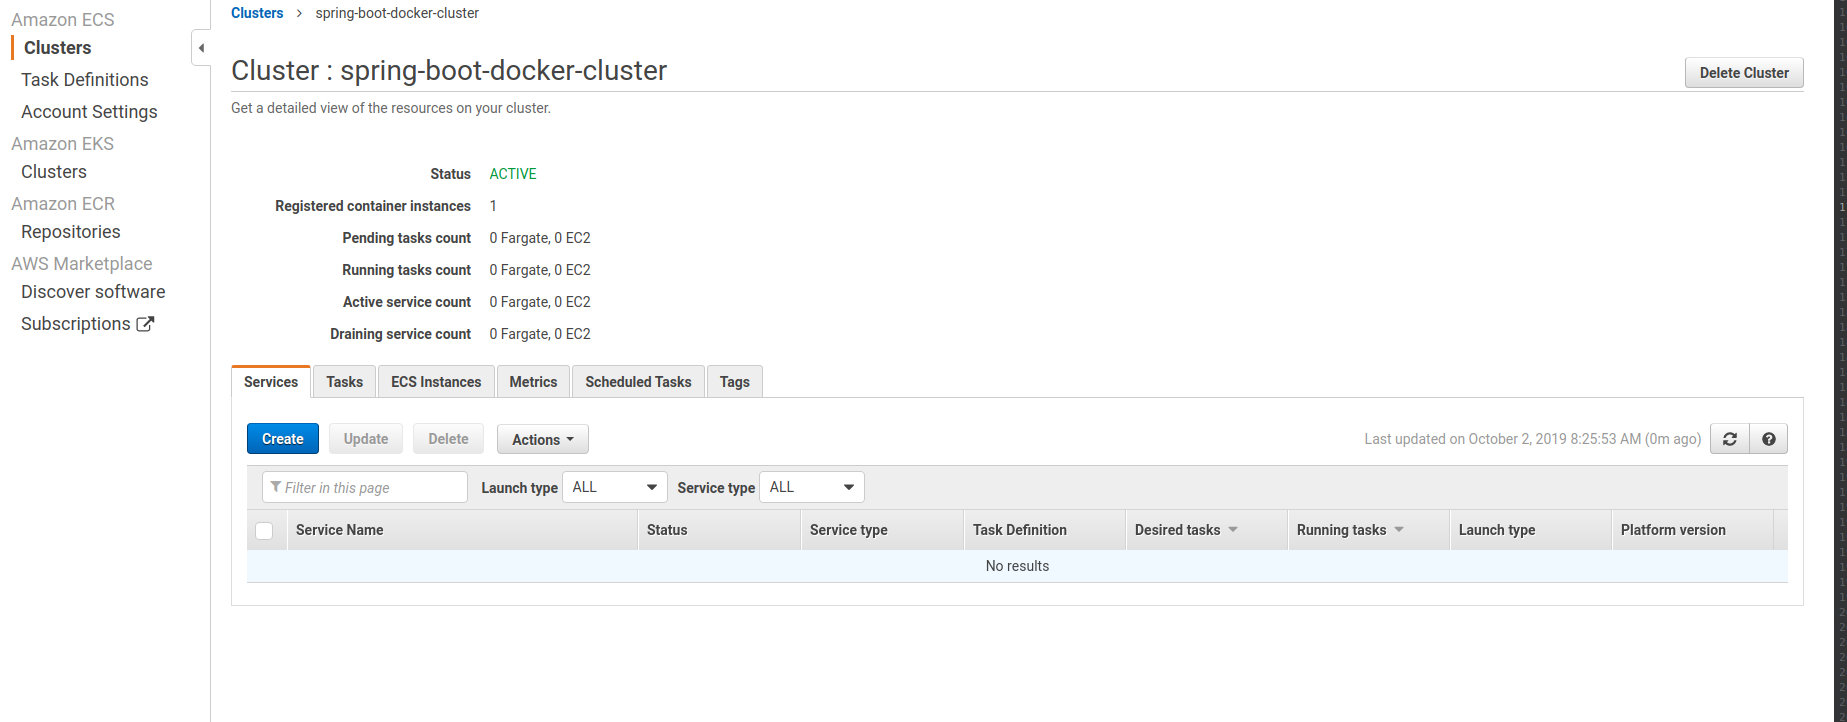 Amazon ECS
Clusters
Task Definitions
Account Settings
Amazon EKS
Clusters
Amazon ECR
Repositories
AWS Marketplace
Discover software
Subscriptions
Clusters > spring-boot-docker-cluster
Cluster : spring-boot-docker-cluster
Delete Cluster
Get a detailed view of the resources on your cluster.
Status ACTIVE
Registered container instances 1
Pending tasks count 0 Fargate, 0 EC2
Running tasks count 0 Fargate, 0 EC2
Active service count 0 Fargate, 0 EC2
Draining service count 0 Fargate, 0 EC2
Services Tasks ECS Instances Metrics Scheduled Tasks Tags
Create Update Delete Actions Last updated on October 2, 2019 8:25:53 AM (0m ago)
Filter in this page Launch type ALL Service type ALL
Service Name Status Service type Task Definition Desired tasks Running tasks Launch type Platform version
No results